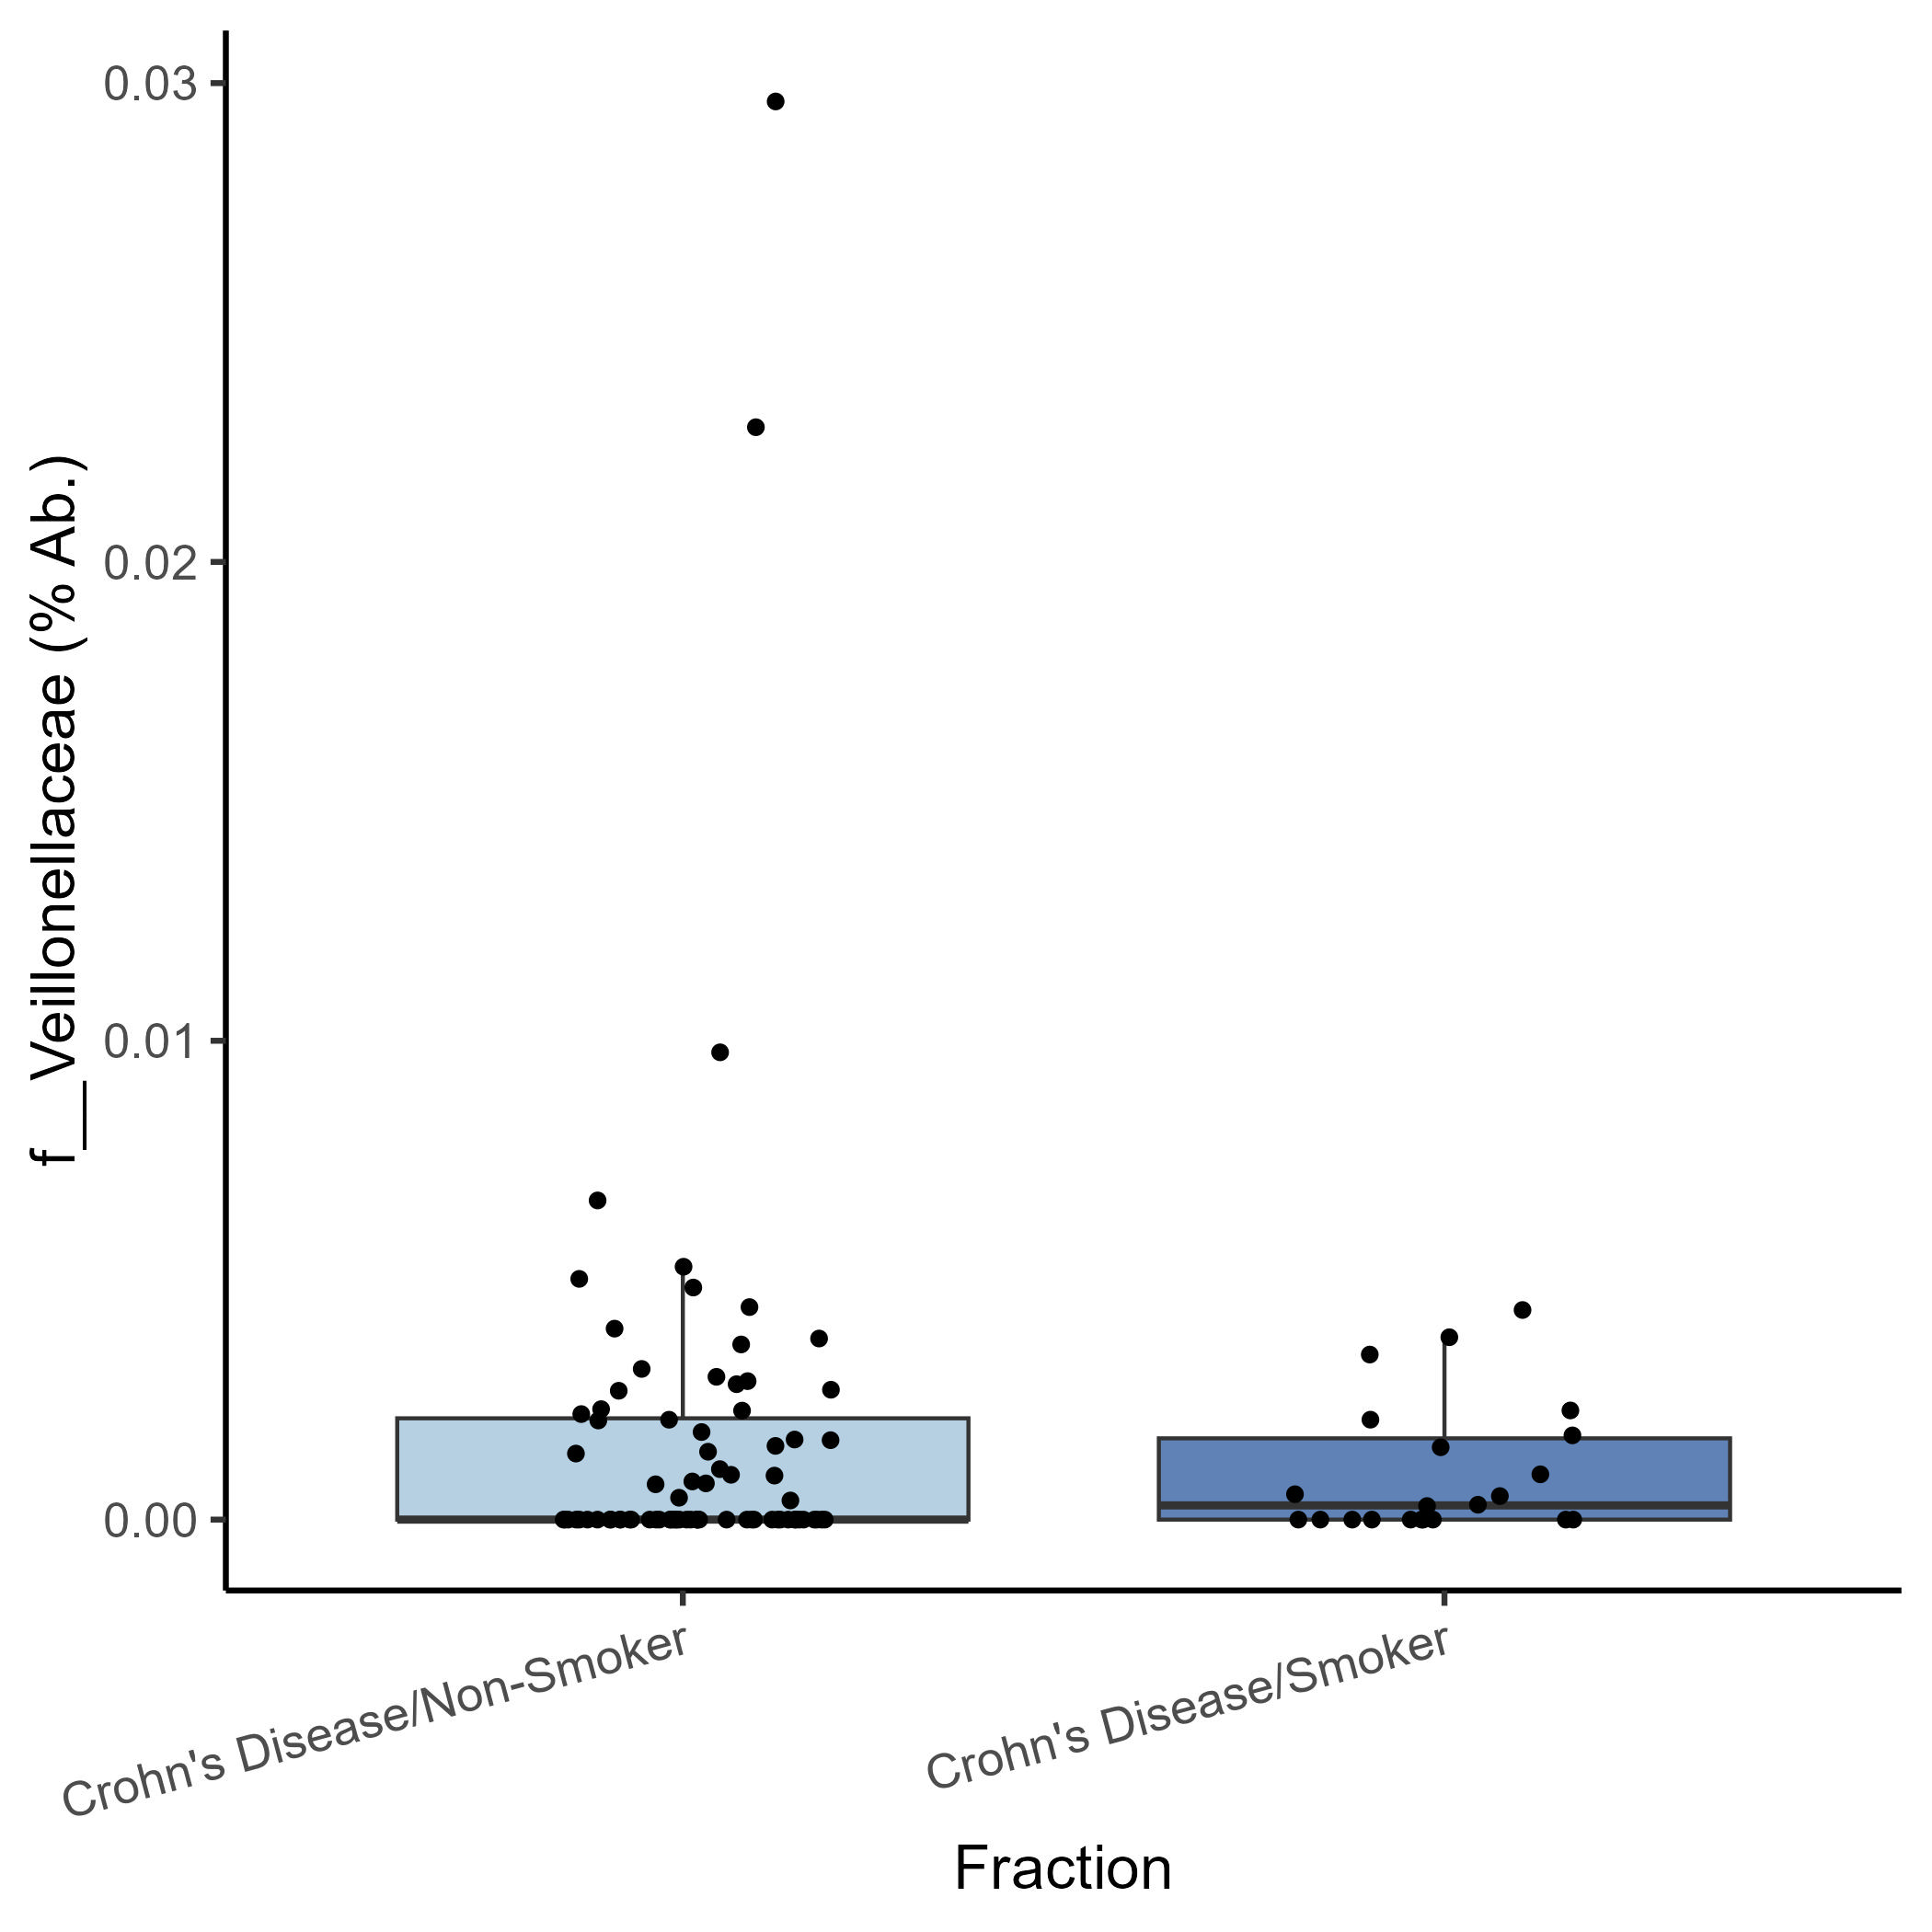 f__Veillonellaceae (% Ab.)
0.03
0.02
0.01
0.00
Crohn's Disease/Non-Smoker
Crohn's Disease/Smoker
Fraction